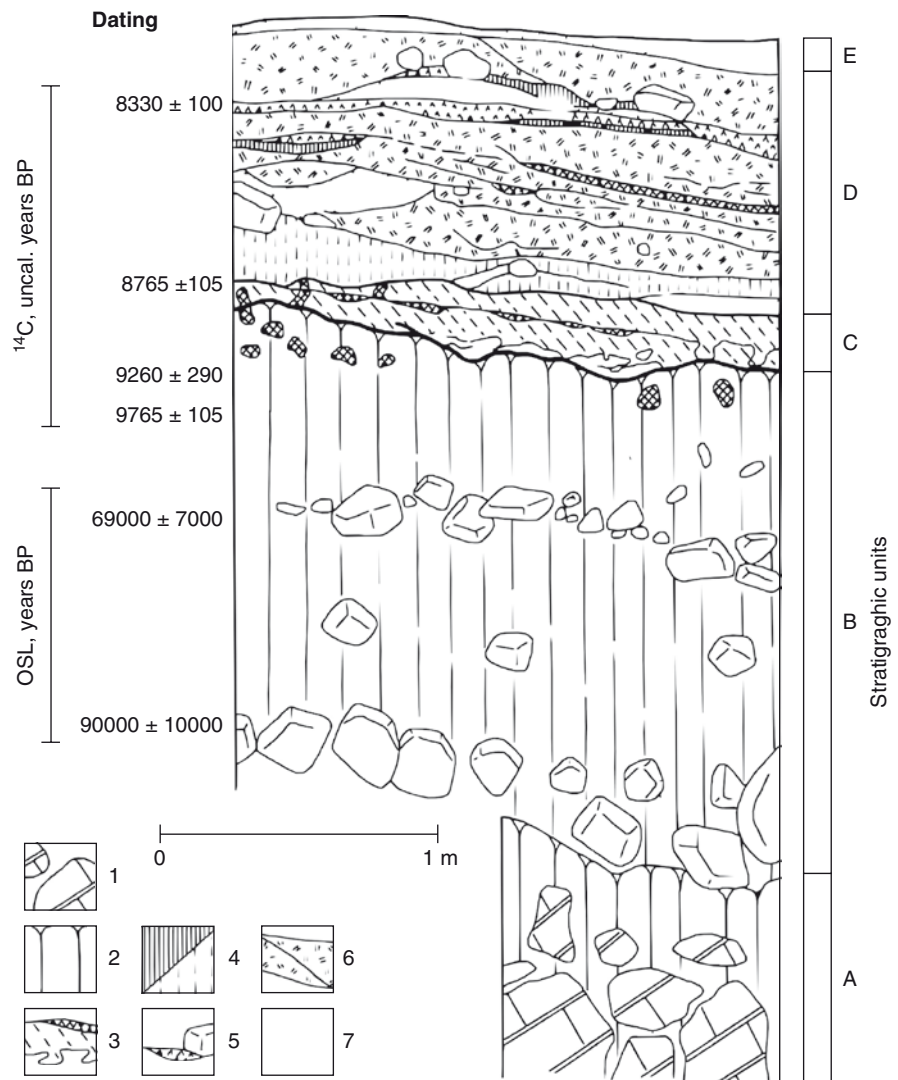 Dating
8330 ± 100
8765 ±105
9260 ± 290
9765 ± 105
69000 ± 7000
90000 ± 10000
¹⁴C, uncal. years BP
OSL, years BP
E
D
C
B
A
Stratigraghic units
0 1 m
1
2 4 6
3 5 7